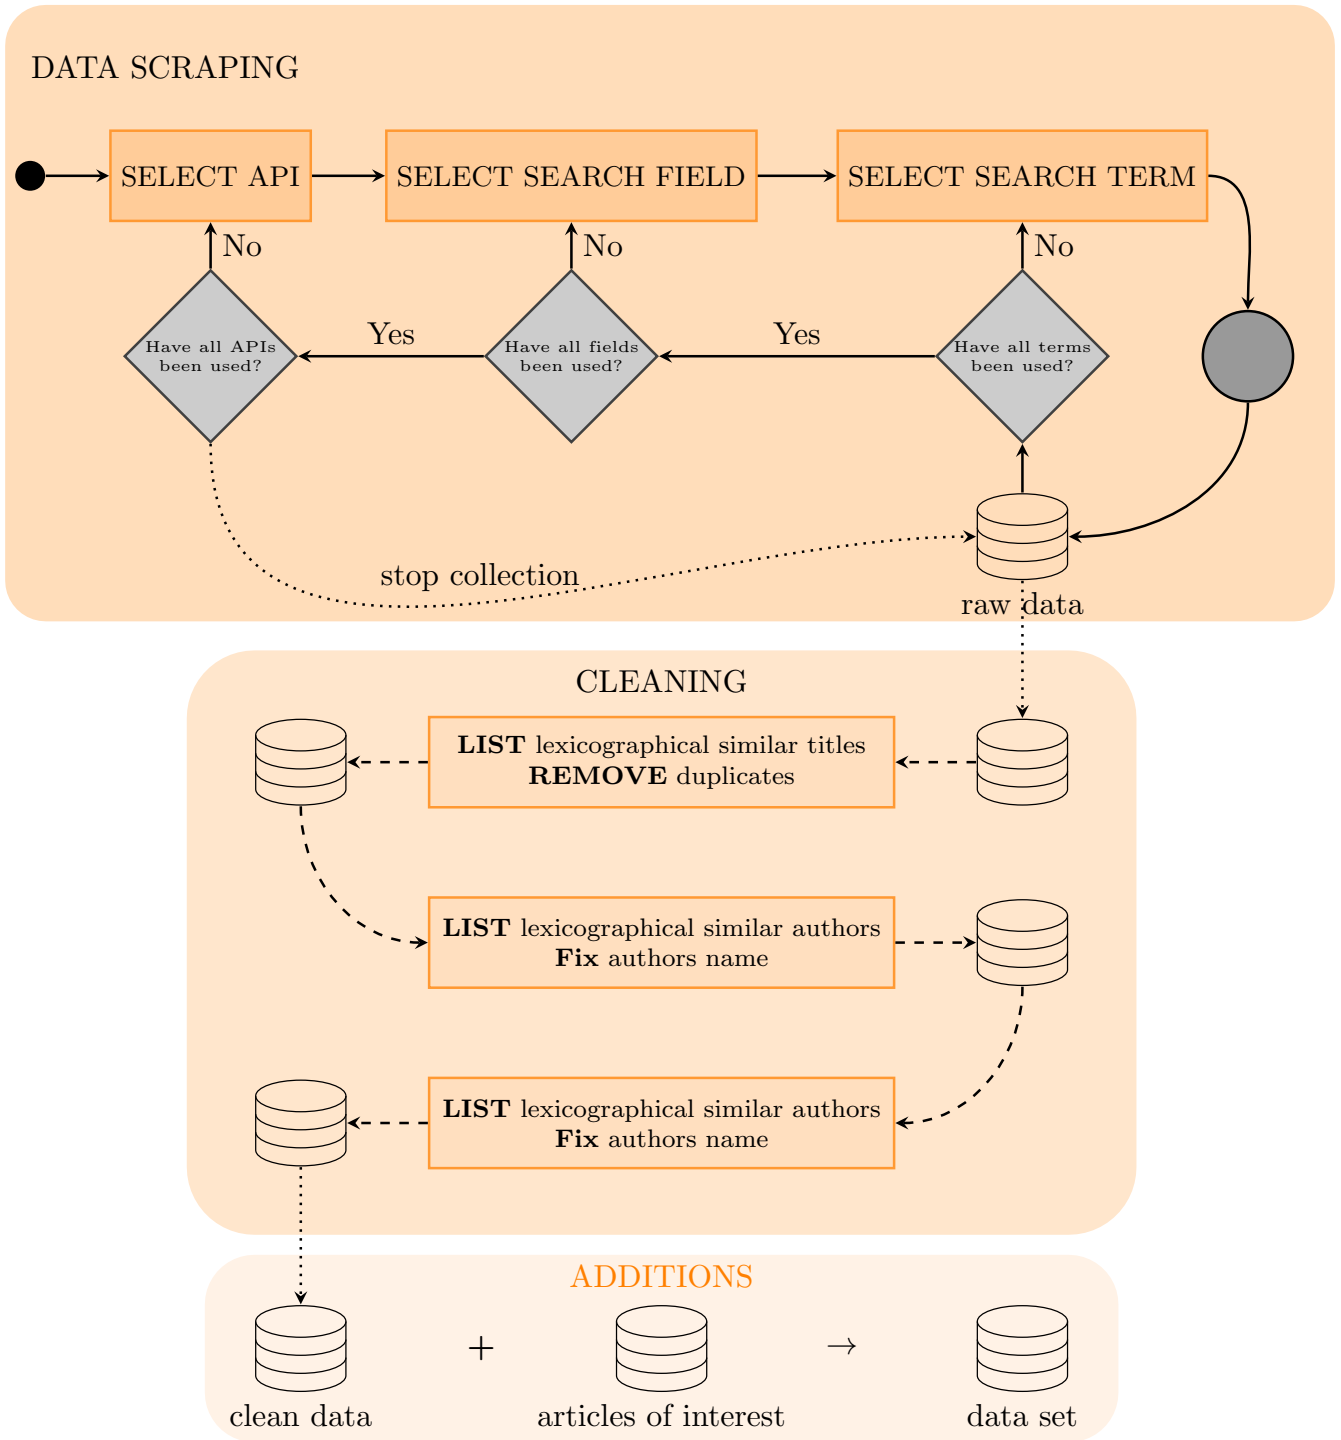 DATA SCRAPING
SELECT API
SELECT SEARCH FIELD
SELECT SEARCH TERM
No
No
No
Have all APIs
been used?
Yes
Have all fields
been used?
Yes
Have all terms
been used?
stop collection
raw data
CLEANING
LIST lexicographical similar titles
REMOVE duplicates
LIST lexicographical similar authors
Fix authors name
LIST lexicographical similar authors
Fix authors name
ADDITIONS
+
→
clean data
articles of interest
data set